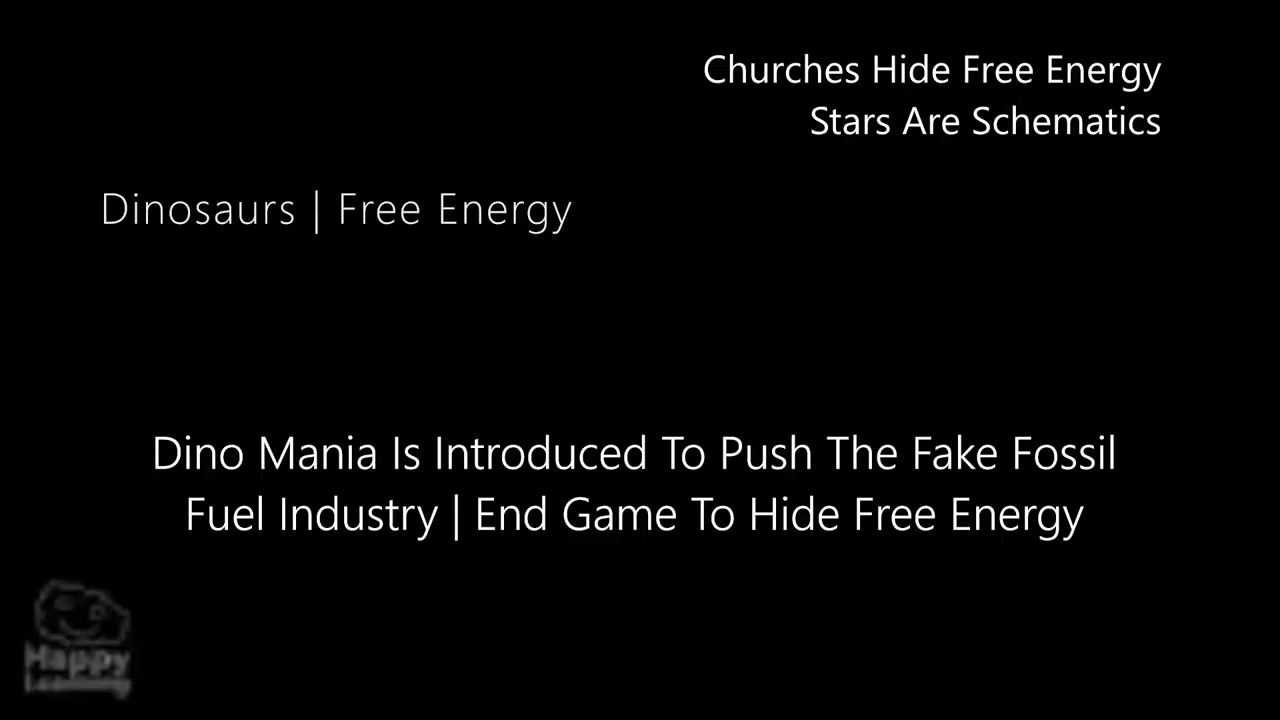 Churches Hide Free Energy
Stars Are Schematics
Dinosaurs | Free Energy
Dino Mania Is Introduced To Push The Fake Fossil
Fuel Industry | End Game To Hide Free Energy
Happy
Learning